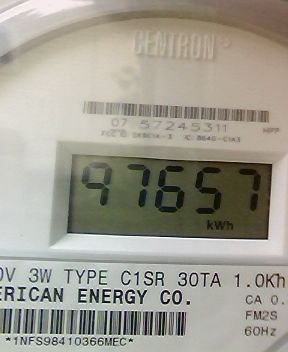 CENTRON
07 57245311
97657
kWh
0V 3W TYPE C1SR 30TA 1.0Kh
ERICAN ENERGY CO.
CA 0.
FM2S
60Hz
*1NFS98410366MEC*